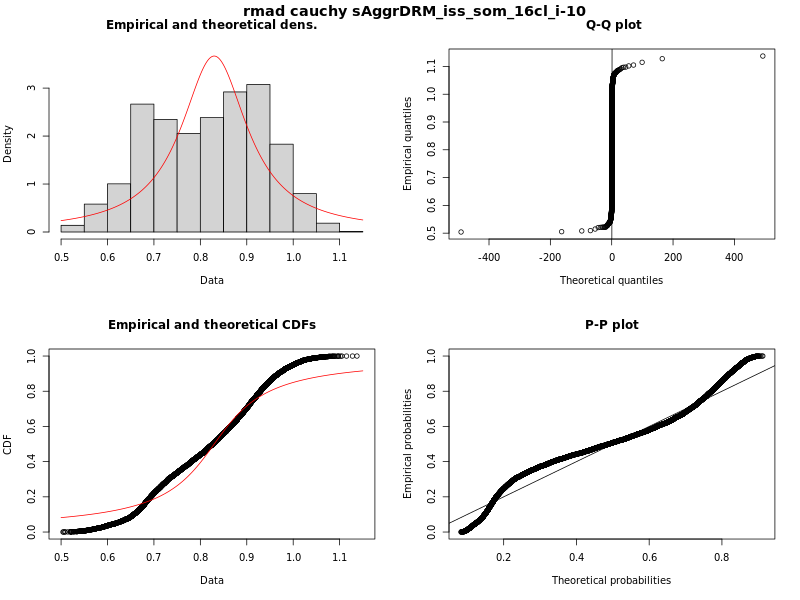 rmad cauchy sAggrDRM_iss_som_16cl_i-10
Empirical and theoretical dens.
Density
0 1 2 3
0.5 0.6 0.7 0.8 0.9 1.0 1.1
Data
Q-Q plot
Empirical quantiles
0.5 0.6 0.7 0.8 0.9 1.0 1.1
-400 -200 0 200 400
Theoretical quantiles
Empirical and theoretical CDFs
CDF
0.0 0.2 0.4 0.6 0.8 1.0
0.5 0.6 0.7 0.8 0.9 1.0 1.1
Data
P-P plot
Empirical probabilities
0.0 0.2 0.4 0.6 0.8 1.0
0.2 0.4 0.6 0.8
Theoretical probabilities